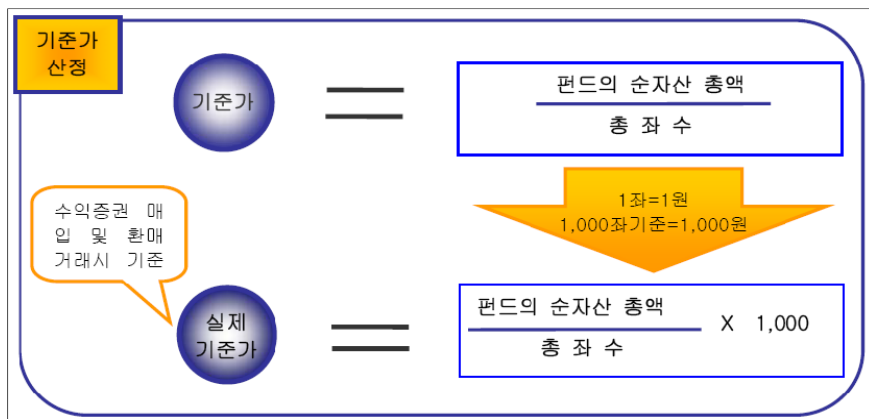 기준가
산정
기준가
펀드의 순자산 총액
총 좌 수
1좌=1원
1,000좌기준=1,000원
수익증권 매
입 및 환매
거래시 기준
실제
기준가
펀드의 순자산 총액
총 좌 수
X 1,000